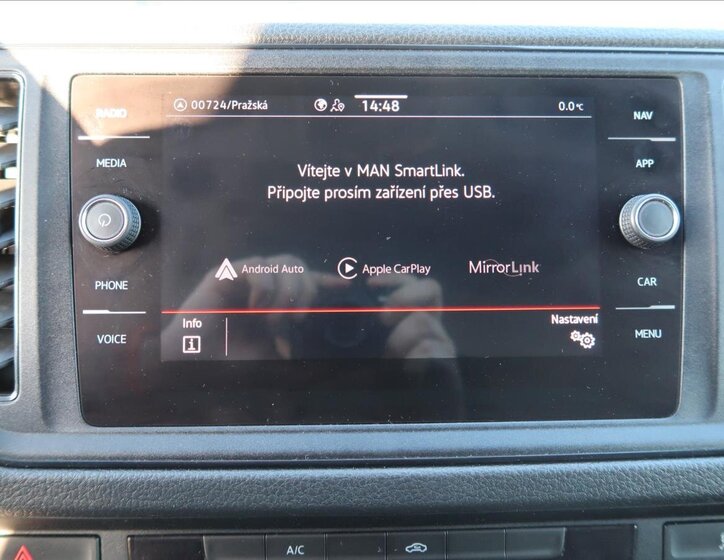 RADIO
00724/Pražská
14:48
0.0°C
NAV
MEDIA
APP
Vítejte v MAN SmartLink.
Připojte prosím zařízení přes USB.
Android Auto
Apple CarPlay
MirrorLink
PHONE
CAR
Info
Nastavení
VOICE
MENU
A/C